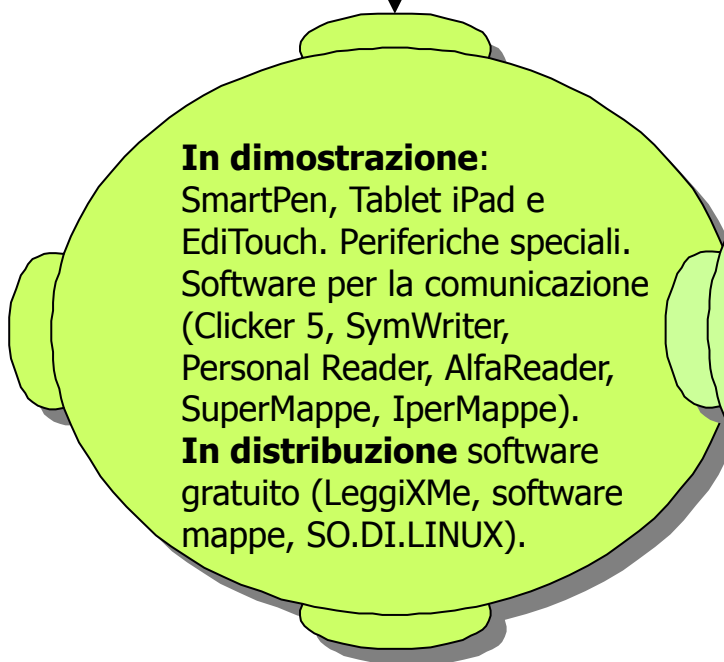 In dimostrazione:
SmartPen, Tablet iPad e
EdiTouch. Periferiche speciali.
Software per la comunicazione
(Clicker 5, SymWriter,
Personal Reader, AlfaReader,
SuperMappe, IperMappe).
In distribuzione software
gratuito (LeggiXMe, software
mappe, SO.DI.LINUX).